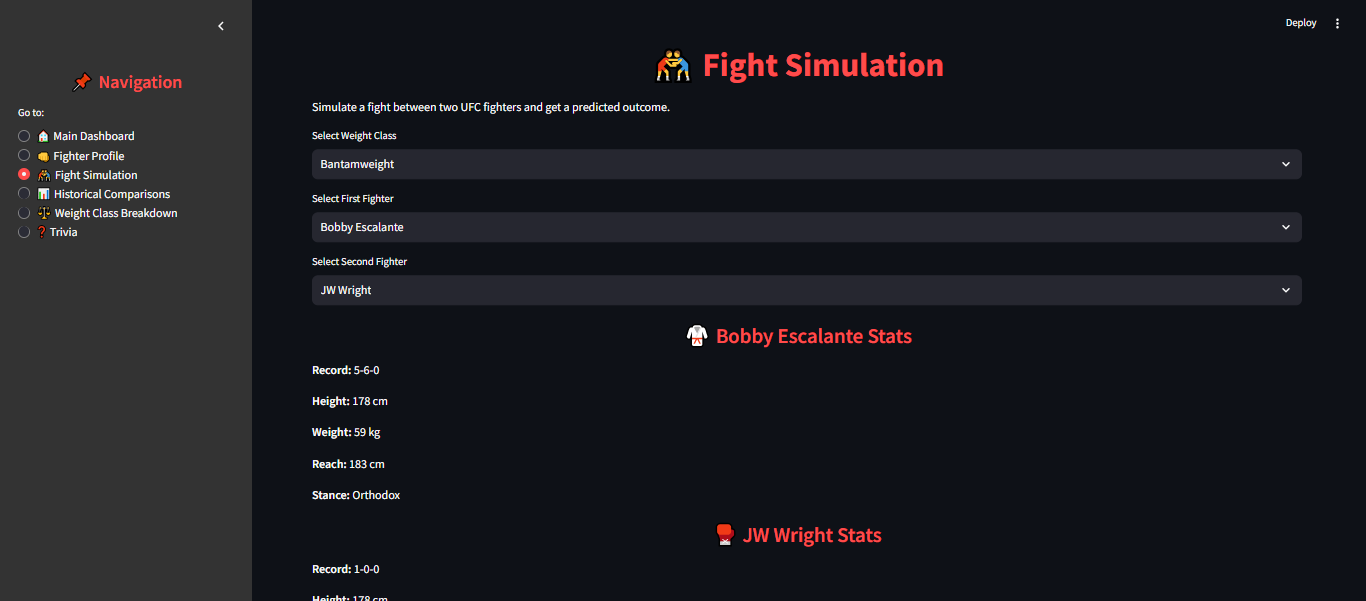 Deploy
Navigation
Go to:
Main Dashboard
Fighter Profile
Fight Simulation
Historical Comparisons
Weight Class Breakdown
Trivia
Fight Simulation
Simulate a fight between two UFC fighters and get a predicted outcome.
Select Weight Class
Bantamweight
Select First Fighter
Bobby Escalante
Select Second Fighter
JW Wright
Bobby Escalante Stats
Record: 5-6-0
Height: 178 cm
Weight: 59 kg
Reach: 183 cm
Stance: Orthodox
JW Wright Stats
Record: 1-0-0
Height: 178 cm